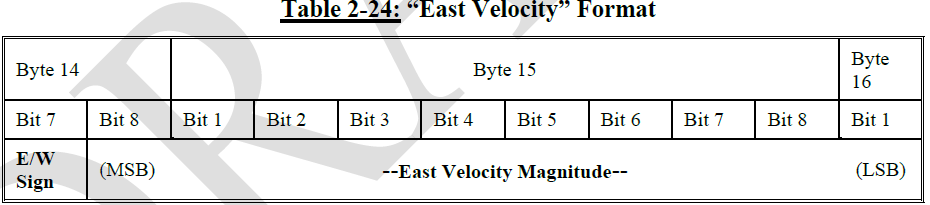 Table 2-24: “East Velocity” Format
Byte 14 Byte 15 Byte 16
Bit 7 Bit 8 Bit 1 Bit 2 Bit 3 Bit 4 Bit 5 Bit 6 Bit 7 Bit 8 Bit 1
E/W Sign (MSB) --East Velocity Magnitude-- (LSB)